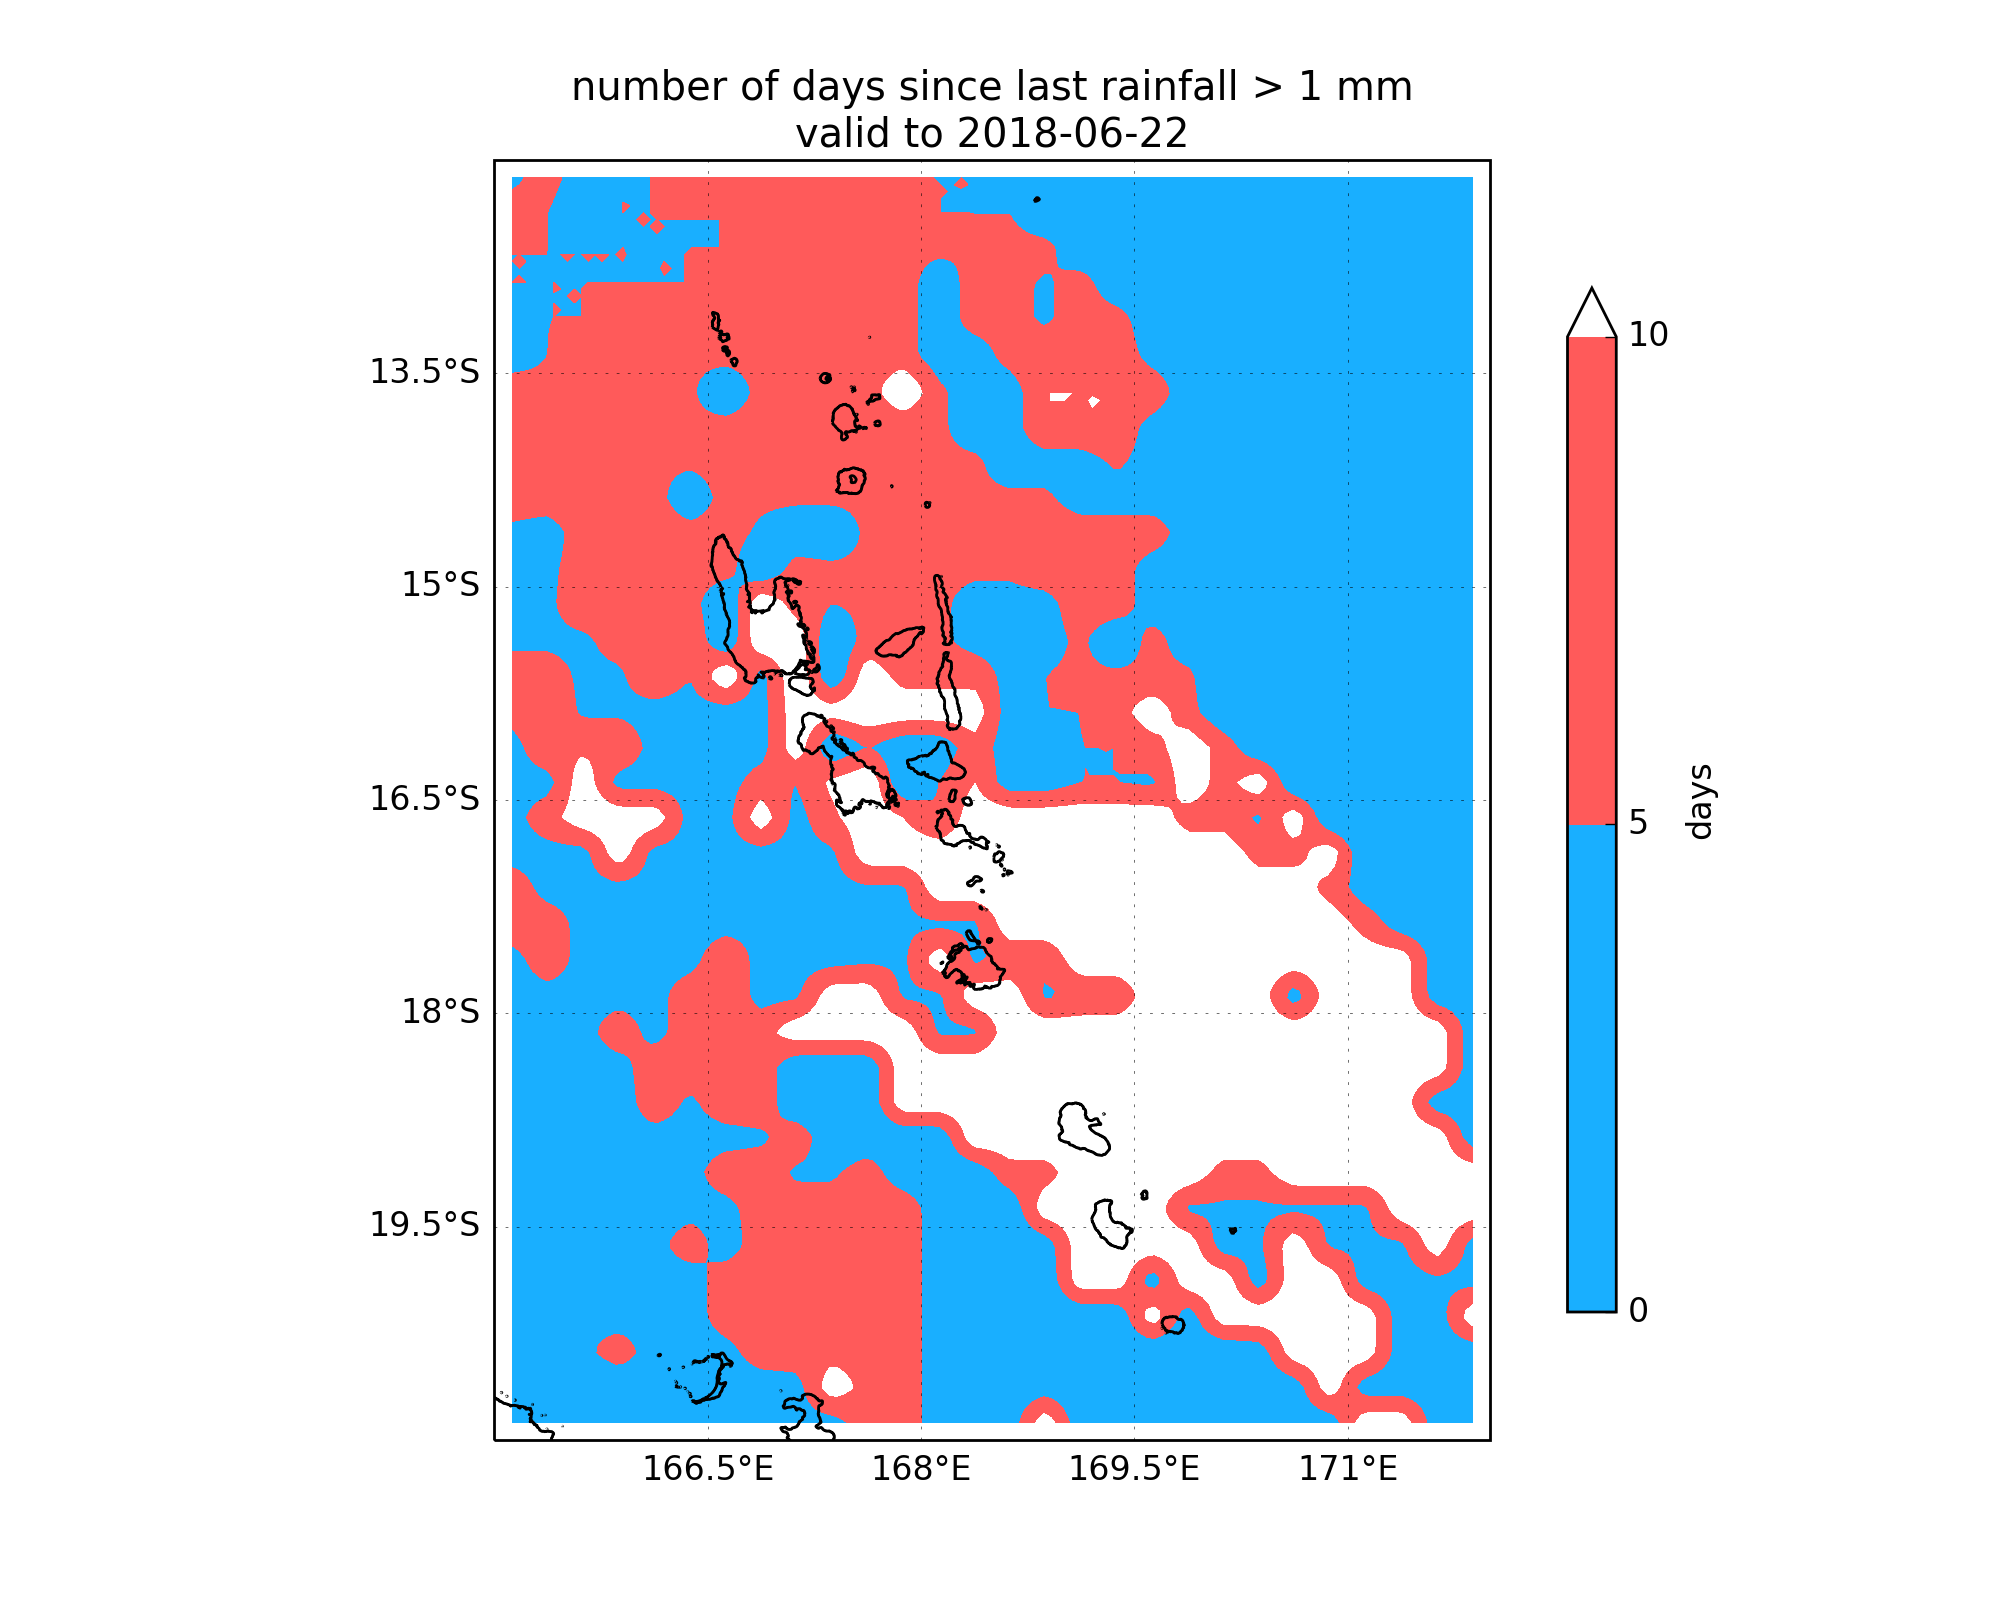 number of days since last rainfall > 1 mm
valid to 2018-06-22
13.5°S
15°S
16.5°S
18°S
19.5°S
166.5°E
168°E
169.5°E
171°E
10
5
0
days